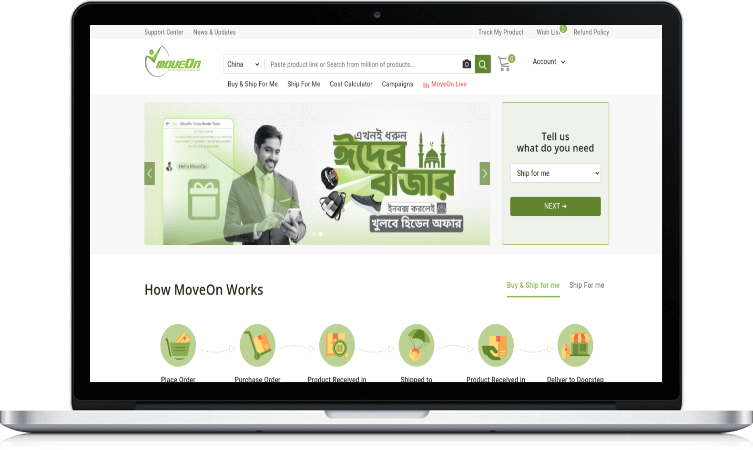 Support Center News & Updates Track My Product Wish List 0 Refund Policy
MoveOn
China Paste product link or Search from million of products... 0 Account
Buy & Ship For Me Ship For Me Cost Calculator Campaigns MoveOn Live
Hello MoveOn
এখনই ধরুন
ঈদের
বাজার
ইনবক্স করলেই
খুলবে হিডেন অফার
Tell us
what do you need
Ship for me
NEXT ➜
How MoveOn Works
Buy & Ship for me Ship For me
Place Order Purchase Order Product Received in Shipped to Product Received in Deliver to Doorstep